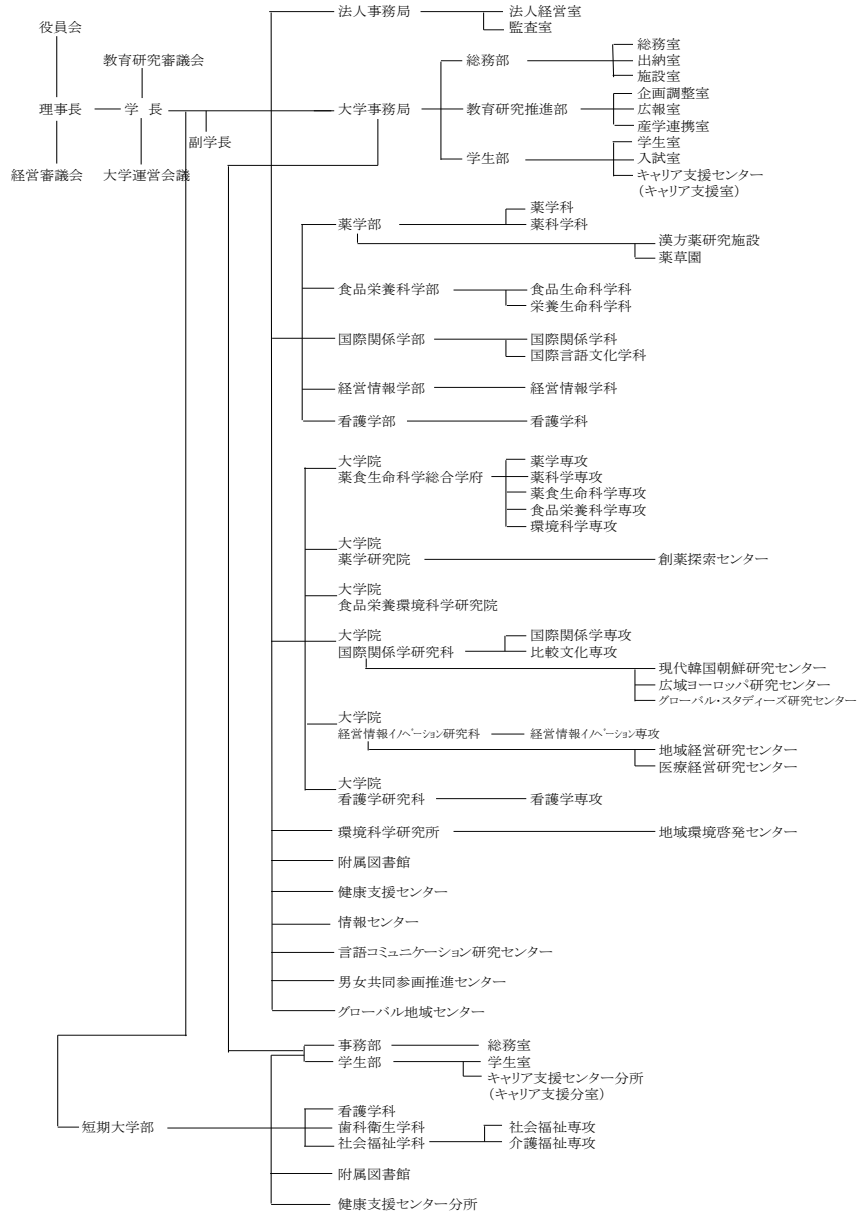 法人事務局
法人経営室
監査室
役員会
教育研究審議会
総務部
総務室
出納室
施設室
理事長
学 長
副学長
大学事務局
教育研究推進部
企画調整室
広報室
産学連携室
経営審議会
大学運営会議
学生部
学生室
入試室
キャリア支援センター
(キャリア支援室)
薬学部
薬学科
薬科学科
漢方薬研究施設
薬草園
食品栄養科学部
食品生命科学科
栄養生命科学科
国際関係学部
国際関係学科
国際言語文化学科
経営情報学部
経営情報学科
看護学部
看護学科
大学院
薬食生命科学総合学府
薬学専攻
薬科学専攻
薬食生命科学専攻
食品栄養科学専攻
環境科学専攻
大学院
薬学研究院
創薬探索センター
大学院
食品栄養環境科学研究院
大学院
国際関係学研究科
国際関係学専攻
比較文化専攻
現代韓国朝鮮研究センター
広域ヨーロッパ研究センター
グローバル・スタディーズ研究センター
大学院
経営情報イノベーション研究科
経営情報イノベーション専攻
地域経営研究センター
医療経営研究センター
大学院
看護学研究科
看護学専攻
環境科学研究所
地域環境啓発センター
附属図書館
健康支援センター
情報センター
言語コミュニケーション研究センター
男女共同参画推進センター
グローバル地域センター
事務部
総務室
学生部
学生室
キャリア支援センター分所
(キャリア支援分室)
短期大学部
看護学科
歯科衛生学科
社会福祉学科
社会福祉専攻
介護福祉専攻
附属図書館
健康支援センター分所